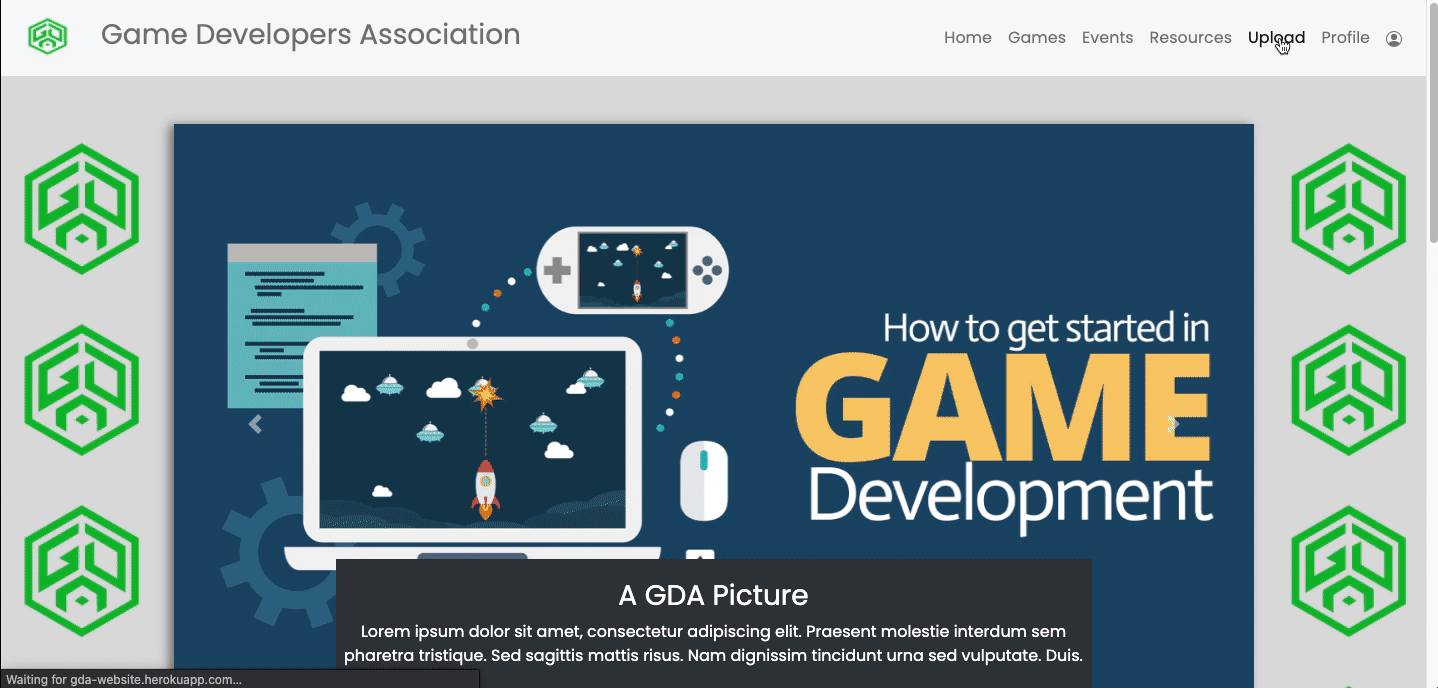 Game Developers Association
Home Games Events Resources Upload Profile
How to get started in
GAME
Development
A GDA Picture
Lorem ipsum dolor sit amet, consectetur adipiscing elit. Praesent molestie interdum sem
pharetra tristique. Sed sagittis mattis risus. Nam dignissim tincidunt urna sed vulputate. Duis.
Waiting for gda-website.herokuapp.com...